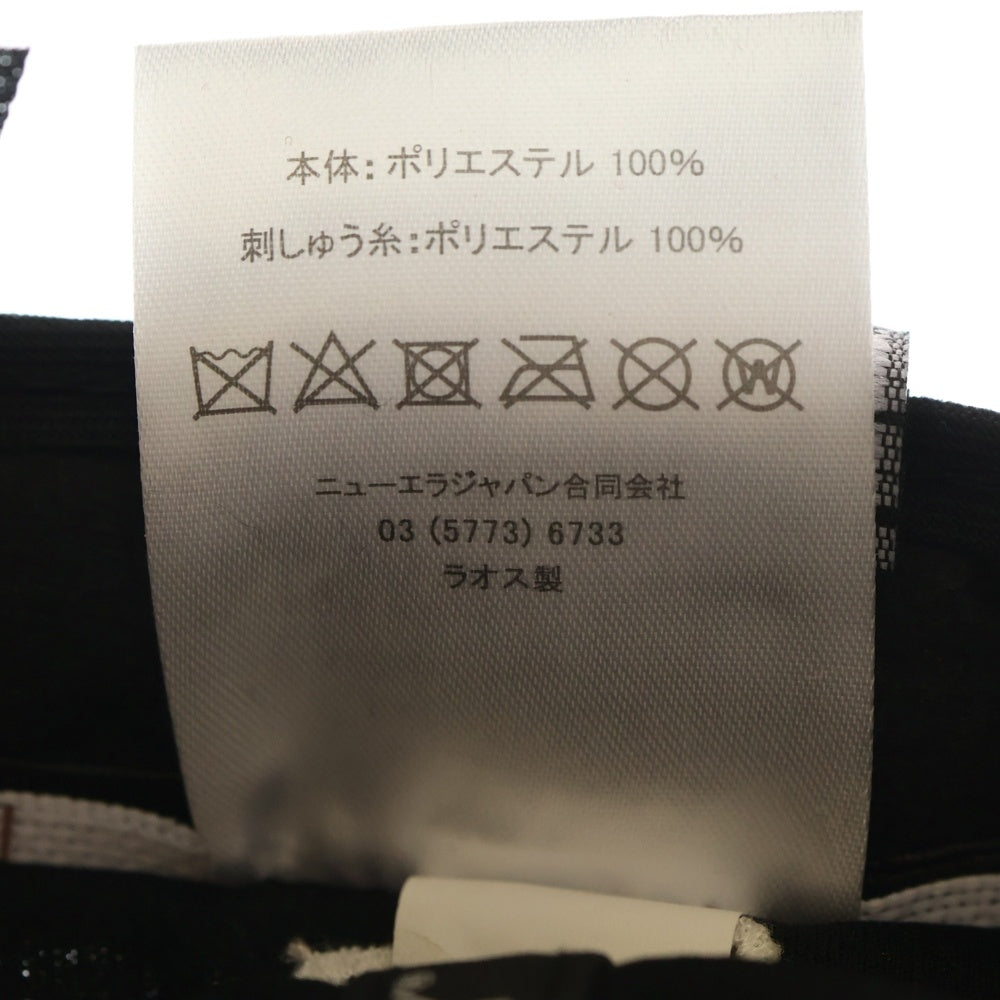 本体：ポリエステル 100%
刺しゅう糸：ポリエステル 100%
W
ニューエラジャパン合同会社
03 (5773) 6733
ラオス製